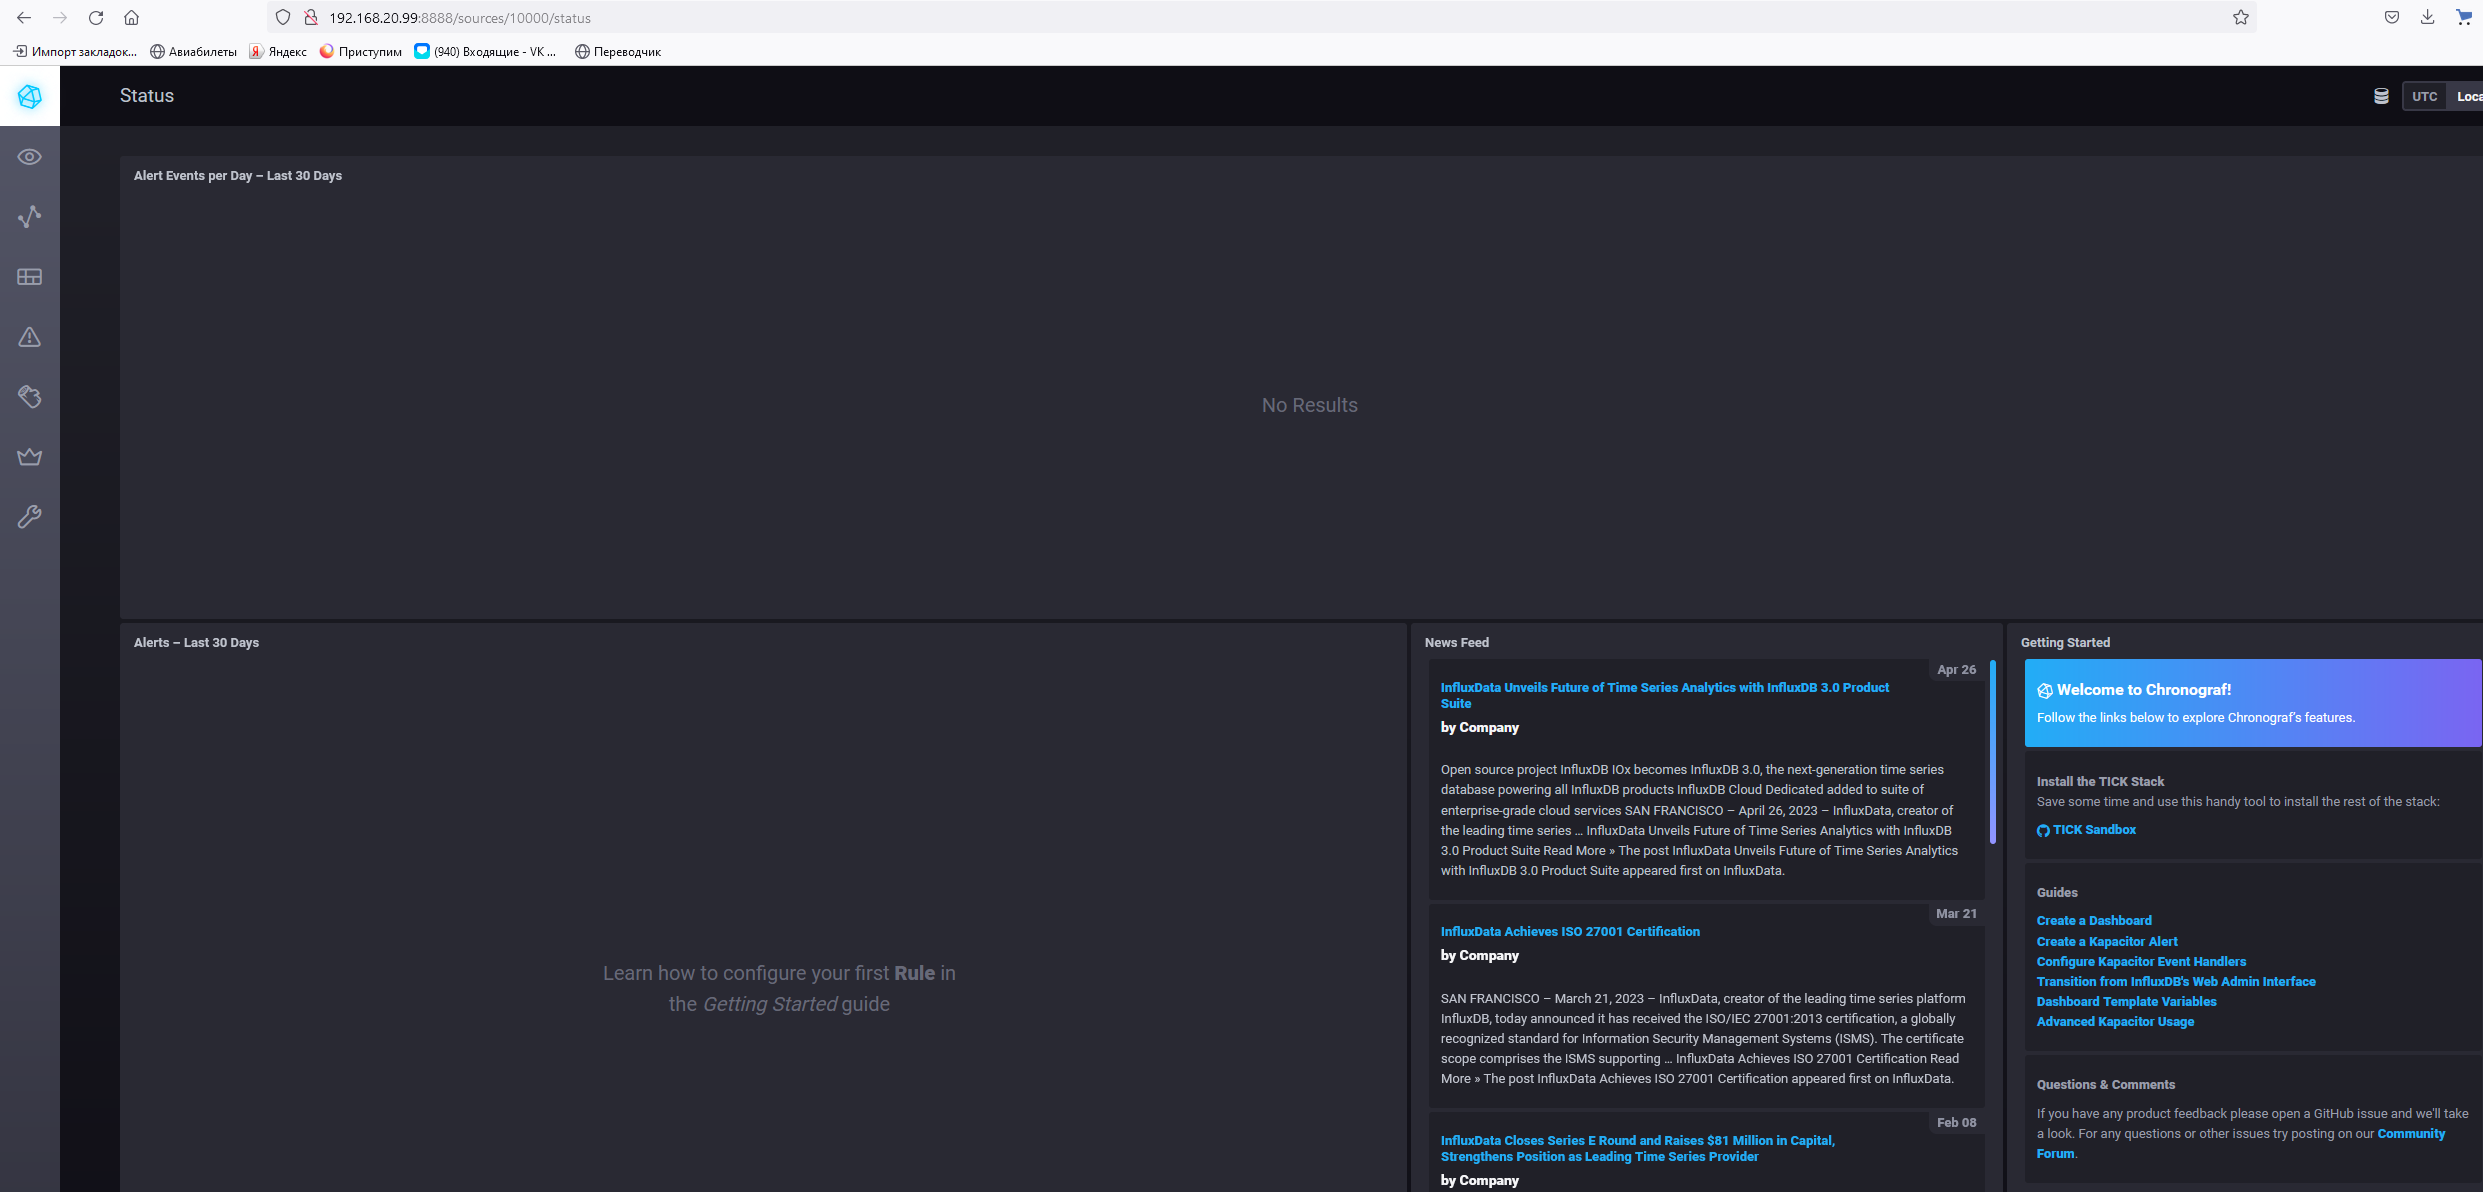 192.168.20.99:8888/sources/10000/status
Импорт закладок... Авиабилеты Яндекс Приступим (940) Входящие - VK ... Переводчик
Status
UTC Loca
Alert Events per Day – Last 30 Days
No Results
Alerts – Last 30 Days
Learn how to configure your first Rule in
the Getting Started guide
News Feed
Apr 26
InfluxData Unveils Future of Time Series Analytics with InfluxDB 3.0 Product
Suite
by Company
Open source project InfluxDB IOx becomes InfluxDB 3.0, the next-generation time series
database powering all InfluxDB products InfluxDB Cloud Dedicated added to suite of
enterprise-grade cloud services SAN FRANCISCO – April 26, 2023 – InfluxData, creator of
the leading time series ... InfluxData Unveils Future of Time Series Analytics with InfluxDB
3.0 Product Suite Read More » The post InfluxData Unveils Future of Time Series Analytics
with InfluxDB 3.0 Product Suite appeared first on InfluxData.
Mar 21
InfluxData Achieves ISO 27001 Certification
by Company
SAN FRANCISCO – March 21, 2023 – InfluxData, creator of the leading time series platform
InfluxDB, today announced it has received the ISO/IEC 27001:2013 certification, a globally
recognized standard for Information Security Management Systems (ISMS). The certificate
scope comprises the ISMS supporting ... InfluxData Achieves ISO 27001 Certification Read
More » The post InfluxData Achieves ISO 27001 Certification appeared first on InfluxData.
Feb 08
InfluxData Closes Series E Round and Raises $81 Million in Capital,
Strengthens Position as Leading Time Series Provider
by Company
Getting Started
Welcome to Chronograf!
Follow the links below to explore Chronograf's features.
Install the TICK Stack
Save some time and use this handy tool to install the rest of the stack:
TICK Sandbox
Guides
Create a Dashboard
Create a Kapacitor Alert
Configure Kapacitor Event Handlers
Transition from InfluxDB's Web Admin Interface
Dashboard Template Variables
Advanced Kapacitor Usage
Questions & Comments
If you have any product feedback please open a GitHub issue and we'll take
a look. For any questions or other issues try posting on our Community
Forum.